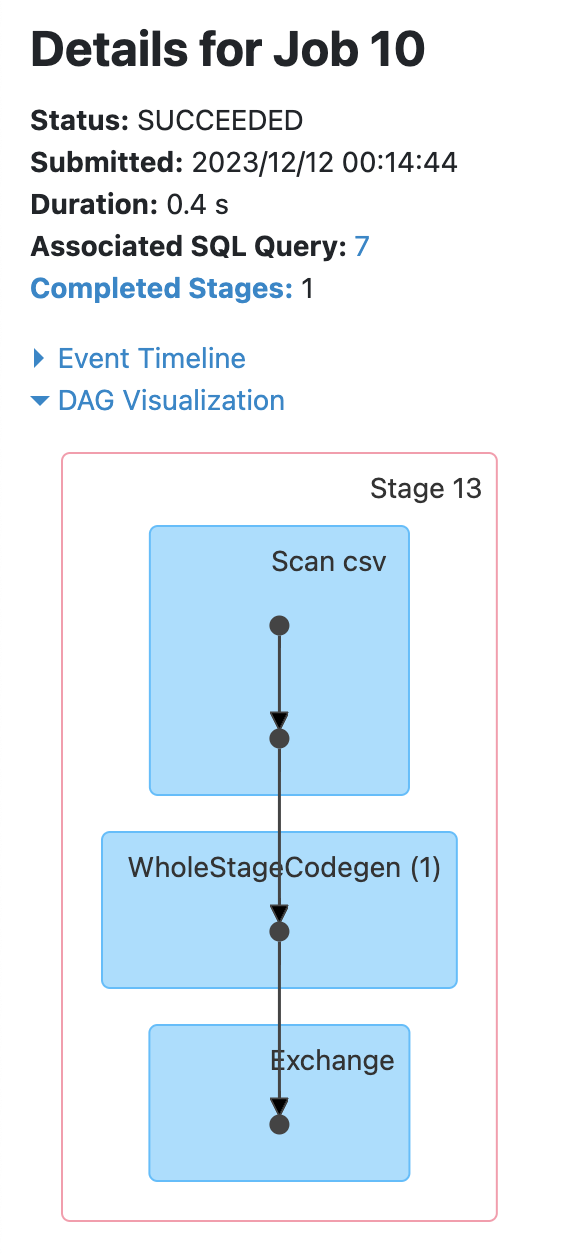 Details for Job 10
Status: SUCCEEDED
Submitted: 2023/12/12 00:14:44
Duration: 0.4 s
Associated SQL Query: 7
Completed Stages: 1
Event Timeline
DAG Visualization
Stage 13
Scan csv
WholeStageCodegen (1)
Exchange